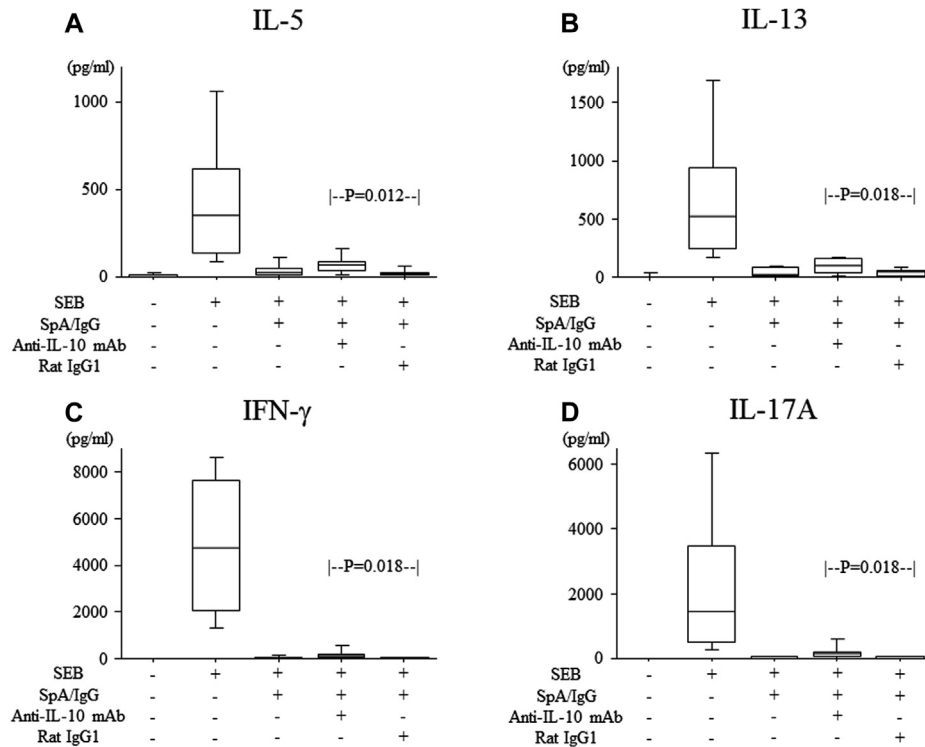 A IL-5
(pg/ml)
1000
500
0
|--P=0.012--|
SEB - + + + +
SpA/IgG - - + + +
Anti-IL-10 mAb - - - + -
Rat IgG1 - - - - +
B IL-13
(pg/ml)
1500
1000
500
0
|--P=0.018--|
SEB - + + + +
SpA/IgG - - + + +
Anti-IL-10 mAb - - - + -
Rat IgG1 - - - - +
C IFN-γ
(pg/ml)
8000
6000
4000
2000
0
|--P=0.018--|
SEB - + + + +
SpA/IgG - - + + +
Anti-IL-10 mAb - - - + -
Rat IgG1 - - - - +
D IL-17A
(pg/ml)
6000
4000
2000
0
|--P=0.018--|
SEB - + + + +
SpA/IgG - - + + +
Anti-IL-10 mAb - - - + -
Rat IgG1 - - - - +